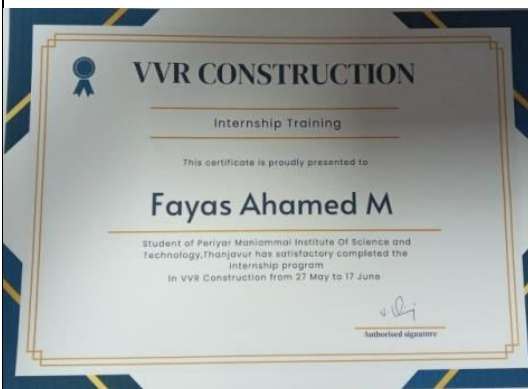 VVR CONSTRUCTION
Internship Training
This certificate is proudly presented to
Fayas Ahamed M
Student of Periyar Maniammai Institute Of Science and
Technology,Thanjavur has satisfactory completed the
internship program
In VVR Construction from 27 May to 17 June
Authorised signature